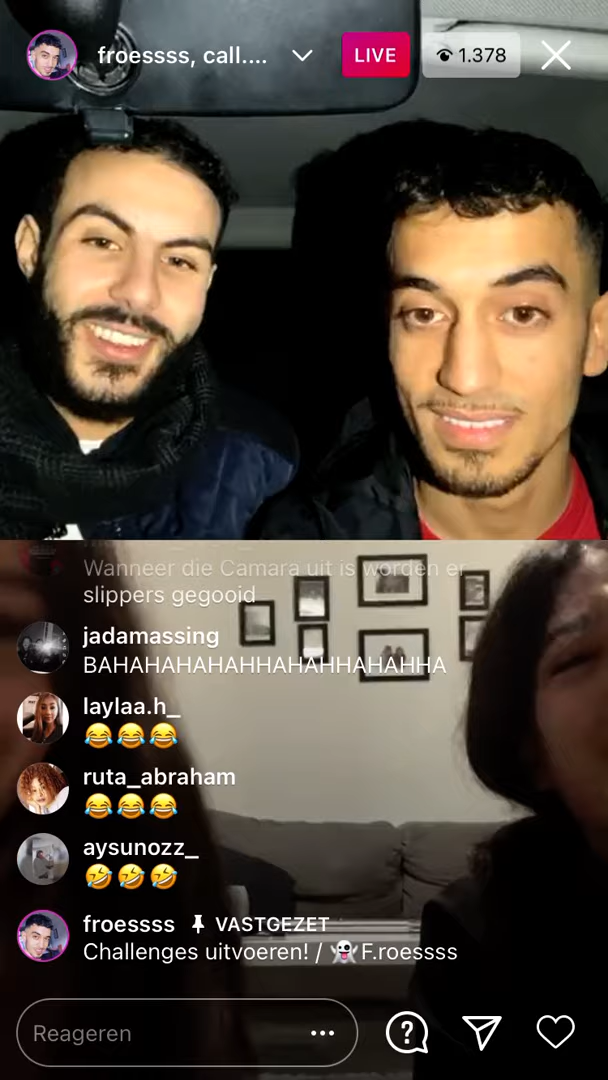 froessss, call.... LIVE 1.378
Wanneer die Camara uit is worden er
slippers gegooid
jadamassing
BAHAHAHAHAHHAHAHHAHAHHA
laylaa.h_
😂😂😂
ruta_abraham
😂😂😂
aysunozz_
🤣🤣🤣
froessss 📌 VASTGEZET
Challenges uitvoeren! / 👻F.roessss
Reageren